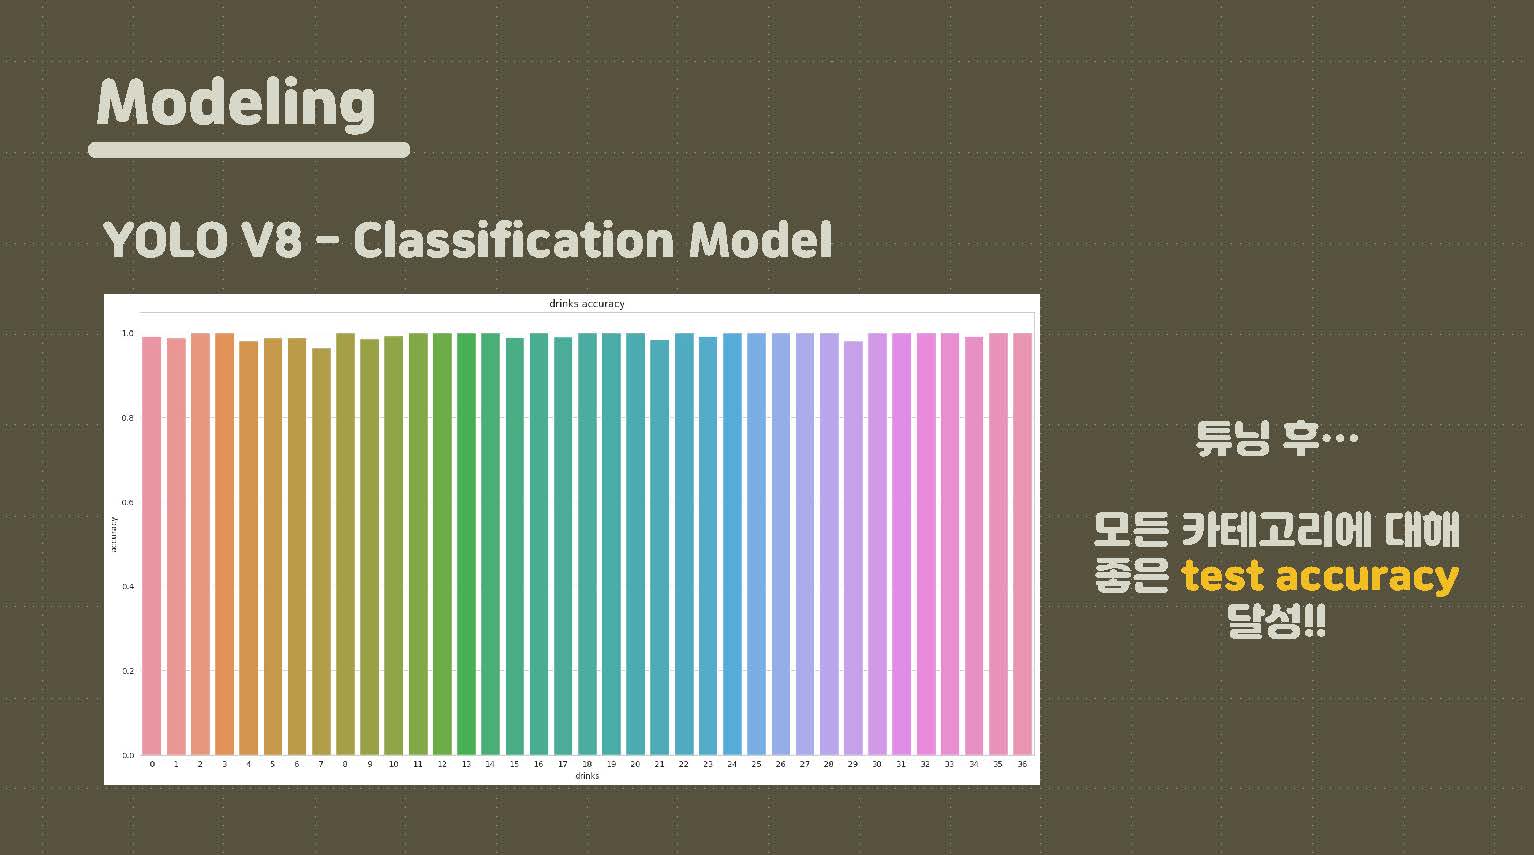 Modeling
YOLO V8 - Classification Model
drinks accuracy
1.0
0.8
0.6
0.4
0.2
0.0
accuracy
0 1 2 3 4 5 6 7 8 9 10 11 12 13 14 15 16 17 18 19 20 21 22 23 24 25 26 27 28 29 30 31 32 33 34 35 36
drinks
튜닝 후…
모든 카테고리에 대해
좋은 test accuracy
달성!!